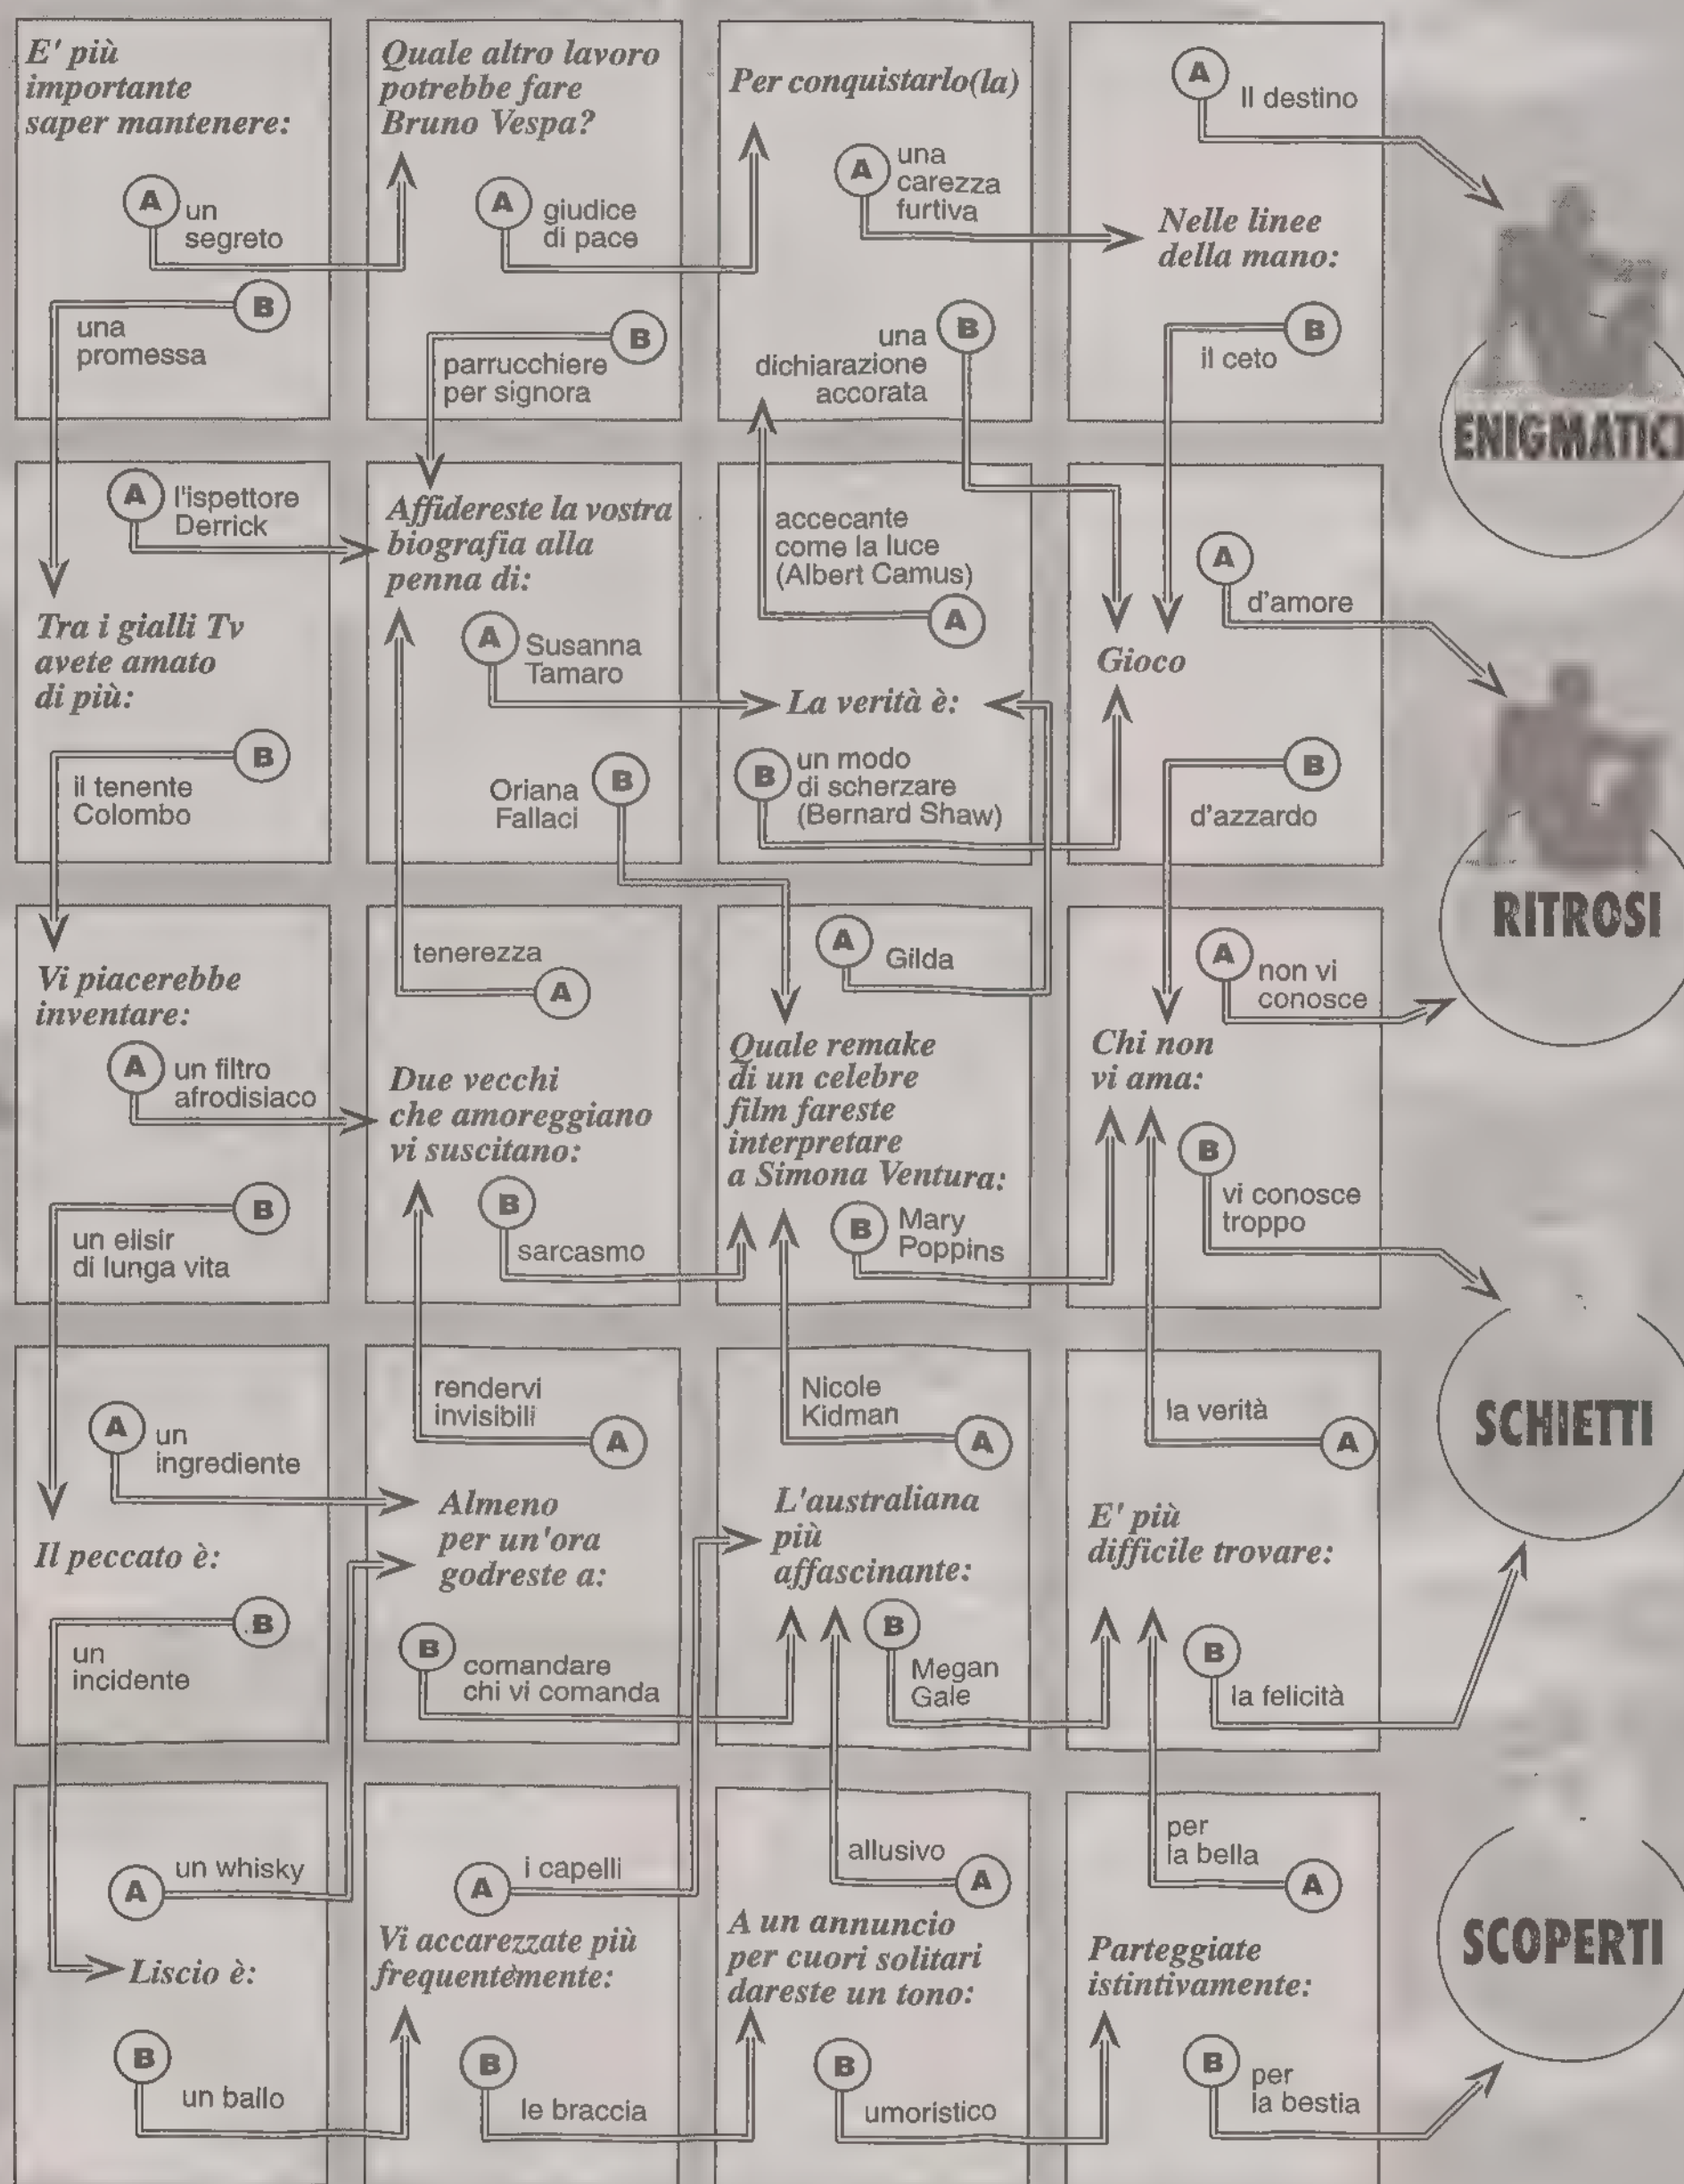 E' più
importante
saper mantenere:
A
un
segreto
B
una
promessa
Quale altro lavoro
potrebbe fare
Bruno Vespa?
A
giudice
di pace
B
parrucchiere
per signora
Per conquistarlo(la)
A
una
carezza
furtiva
B
una
dichiarazione
accorata
A
Il destino
Nelle linee
della mano:
B
il ceto
ENIGMATICI
A
l'ispettore
Derrick
Tra i gialli Tv
avete amato
di più:
B
il tenente
Colombo
Affidereste la vostra
biografia alla
penna di:
A
Susanna
Tamaro
B
Oriana
Fallaci
accecante
come la luce
(Albert Camus)
A
La verità è:
B
un modo
di scherzare
(Bernard Shaw)
A
d'amore
Gioco
B
d'azzardo
RITROSI
Vi piacerebbe
inventare:
A
un filtro
afrodisiaco
B
un elisir
di lunga vita
tenerezza
A
Due vecchi
che amoreggiano
vi suscitano:
B
sarcasmo
A
Gilda
Quale remake
di un celebre
film fareste
interpretare
a Simona Ventura:
B
Mary
Poppins
A
non vi
conosce
Chi non
vi ama:
B
vi conosce
troppo
SCHIETTI
A
un
ingrediente
Il peccato è:
B
un
incidente
rendervi
invisibili
A
Almeno
per un'ora
godreste a:
B
comandare
chi vi comanda
Nicole
Kidman
A
L'australiana
più
affascinante:
B
Megan
Gale
la verità
A
E' più
difficile trovare:
B
la felicità
A
un whisky
Liscio è:
B
un ballo
A
i capelli
Vi accarezzate più
frequentemente:
B
le braccia
allusivo
A
A un annuncio
per cuori solitari
dareste un tono:
B
umoristico
per
la bella
A
Parteggiate
istintivamente:
B
per
la bestia
SCOPERTI